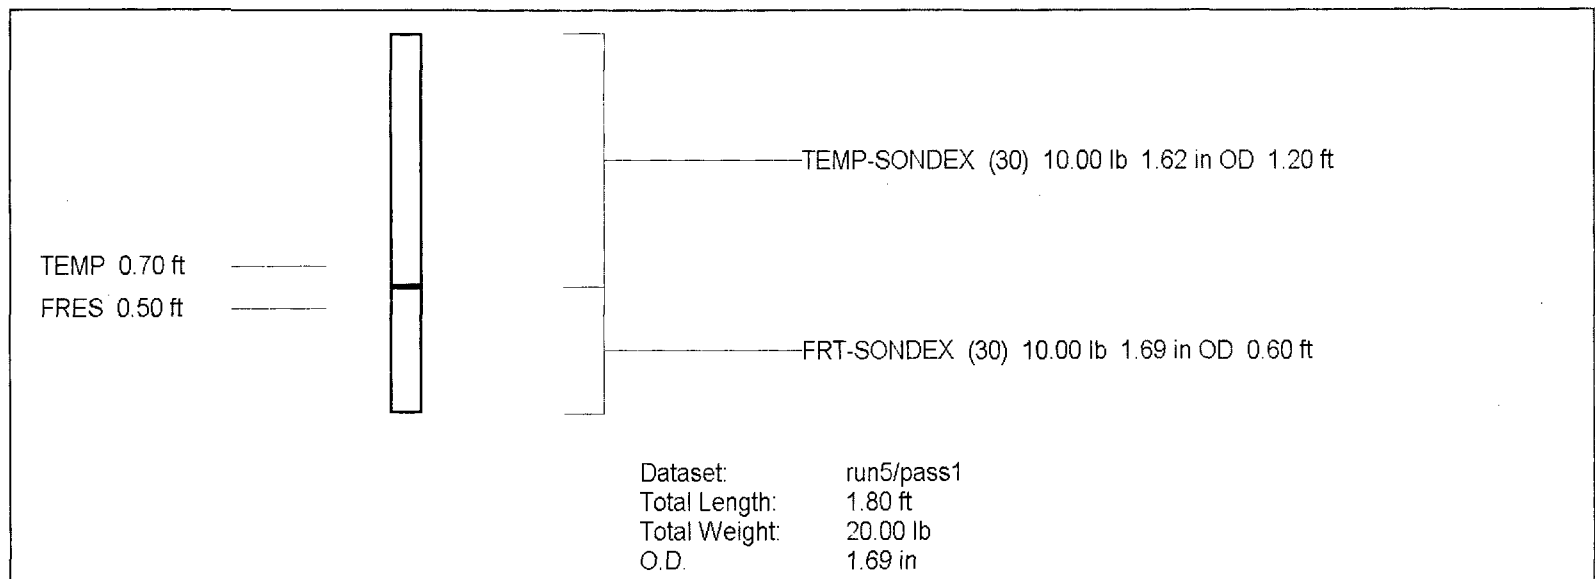 TEMP-SONDEX (30) 10.00 lb 1.62 in OD 1.20 ft
TEMP 0.70 ft
FRES 0.50 ft
FRT-SONDEX (30) 10.00 lb 1.69 in OD 0.60 ft
Dataset: run5/pass1
Total Length: 1.80 ft
Total Weight: 20.00 lb
O.D. 1.69 in